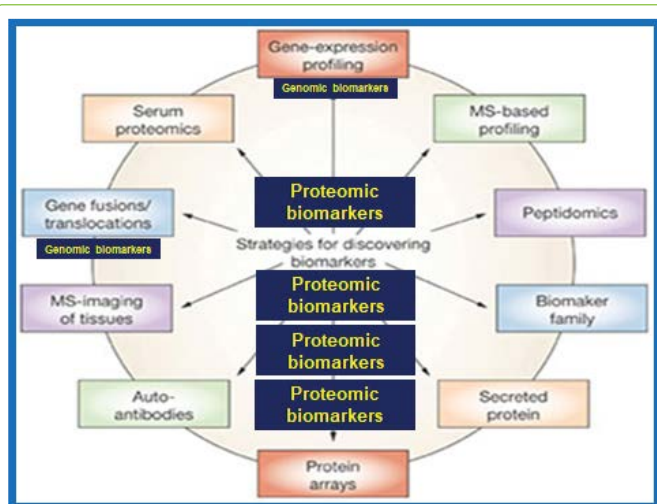 Gene-expression
profiling
Genomic biomarkers
Serum
proteomics
MS-based
profiling
Proteomic
biomarkers
Gene fusions/
translocations
Genomic biomarkers
Peptidomics
Strategies for discovering
biomarkers
Proteomic
biomarkers
MS-imaging
of tissues
Biomaker
family
Proteomic
biomarkers
Auto-
antibodies
Proteomic
biomarkers
Secreted
protein
Protein
arrays